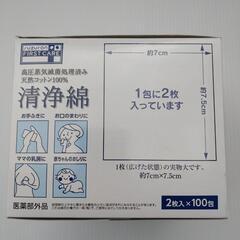 FIRST CARE
高圧蒸気滅菌処理済み
天然コットン100%
清浄綿
お手ふきに
お口のまわりに
ママの乳房に
赤ちゃんのおしりに
医薬部外品
約7cm
約7.5cm
1包に2枚
入っています
1枚(広げた状態)の実物大です。
約7cm×7.5cm
2枚入×100包